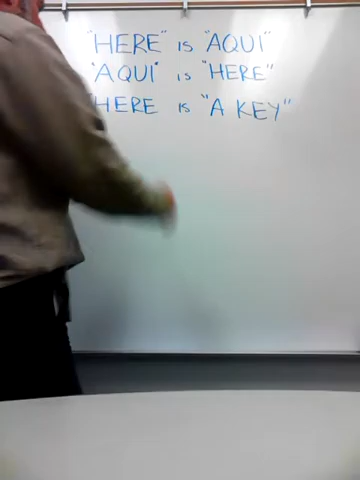 "HERE" IS "AQUI"
"AQUI" IS "HERE"
"HERE IS "A KEY"